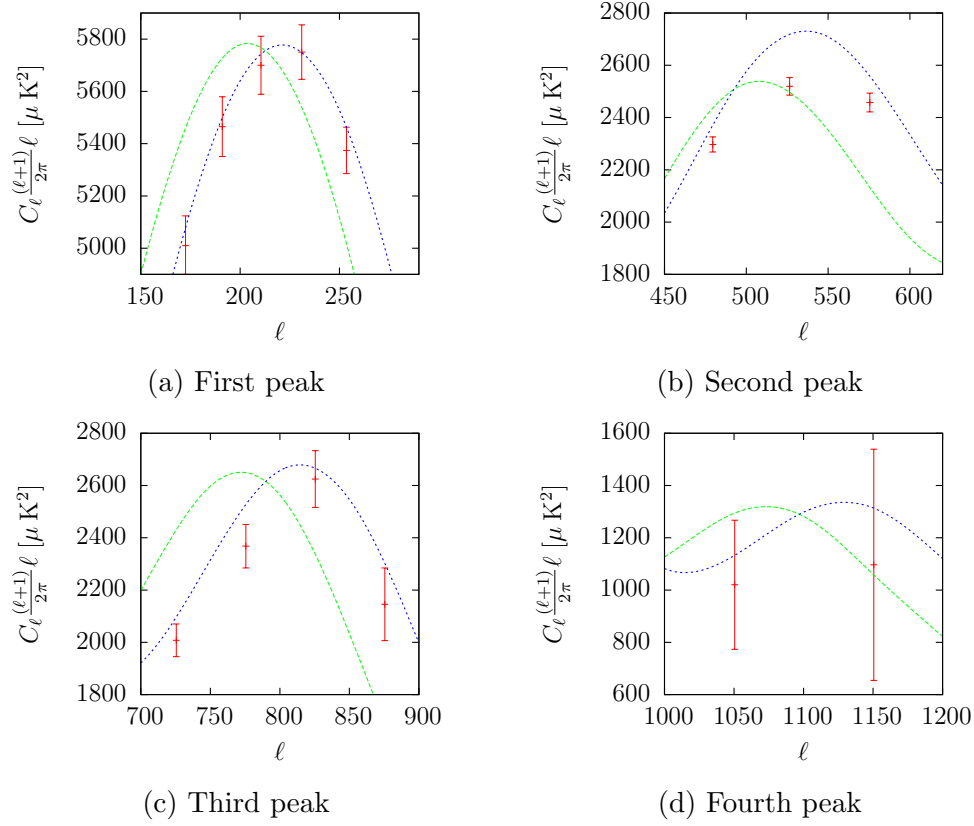 5800
5600
5400
5200
5000
150 200 250
C_ℓ (ℓ+1)/2π ℓ [μ K²]
ℓ
(a) First peak
2800
2600
2400
2200
2000
1800
450 500 550 600
C_ℓ (ℓ+1)/2π ℓ [μ K²]
ℓ
(b) Second peak
2800
2600
2400
2200
2000
1800
700 750 800 850 900
C_ℓ (ℓ+1)/2π ℓ [μ K²]
ℓ
(c) Third peak
1600
1400
1200
1000
800
600
1000 1050 1100 1150 1200
C_ℓ (ℓ+1)/2π ℓ [μ K²]
ℓ
(d) Fourth peak